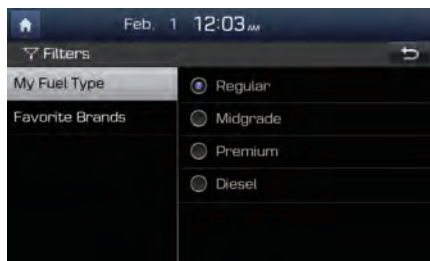 Feb. 1 12:03 AM
Filters
My Fuel Type
Favorite Brands
Regular
Midgrade
Premium
Diesel